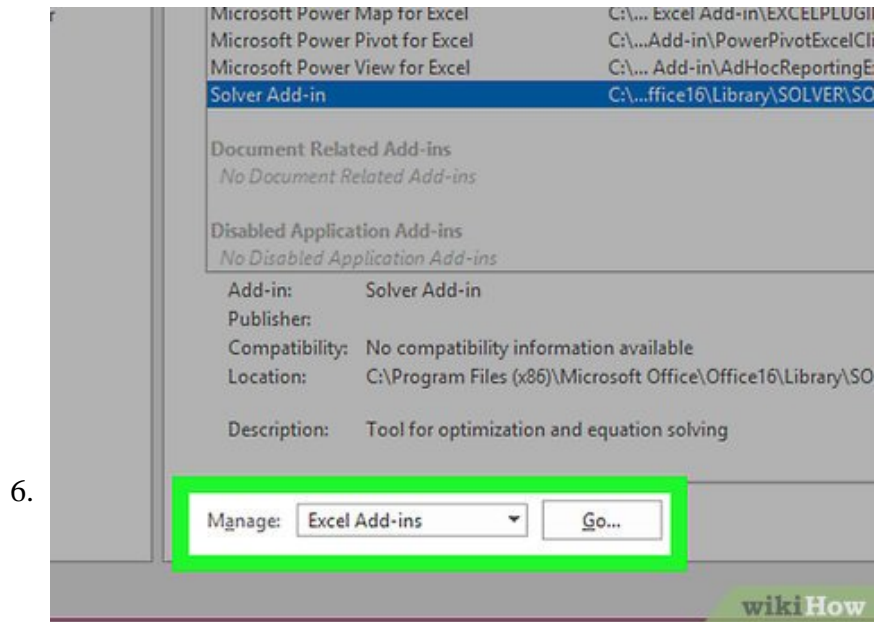 Microsoft Power Map for Excel C:\... Excel Add-in\EXCELPLUGI
Microsoft Power Pivot for Excel C:\...Add-in\PowerPivotExcelCli
Microsoft Power View for Excel C:\... Add-in\AdHocReportingE
Solver Add-in C:\...ffice16\Library\SOLVER\SO
Document Related Add-ins
No Document Related Add-ins
Disabled Application Add-ins
No Disabled Application Add-ins
Add-in: Solver Add-in
Publisher:
Compatibility: No compatibility information available
Location: C:\Program Files (x86)\Microsoft Office\Office16\Library\SO
Description: Tool for optimization and equation solving
6.
Manage: Excel Add-ins Go...
wikiHow